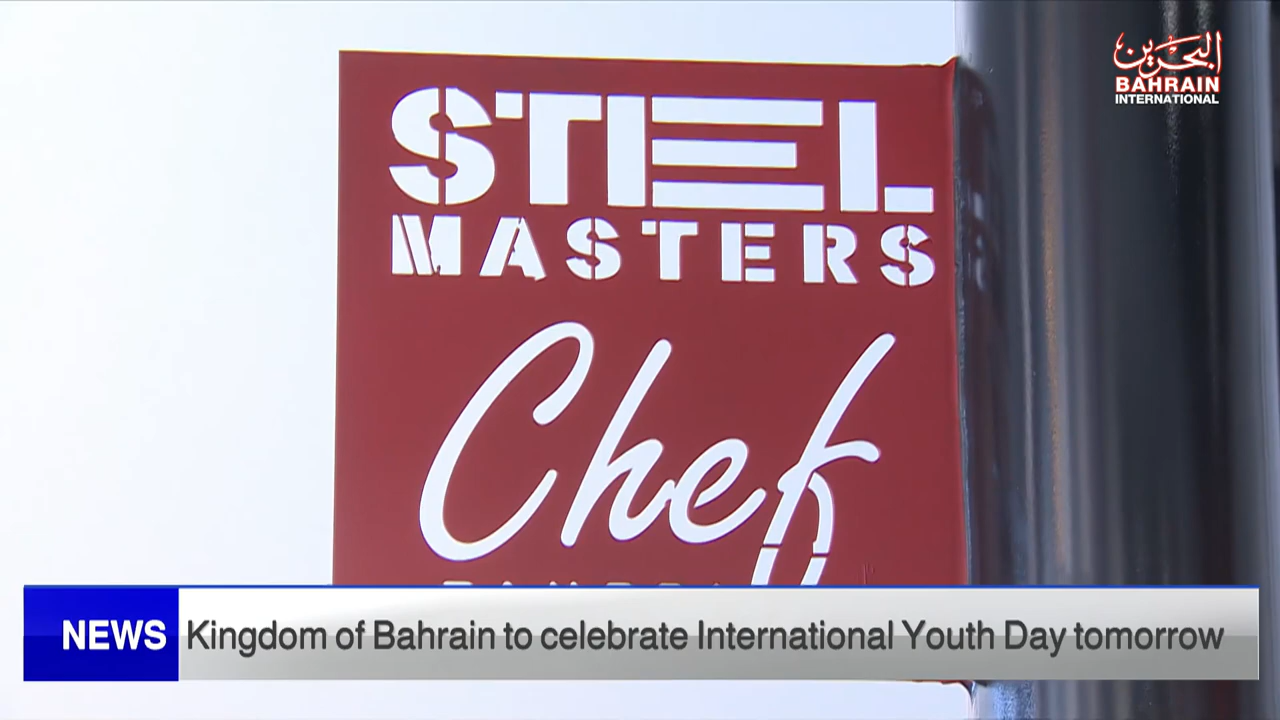 البحرين
BAHRAIN
INTERNATIONAL
STEEL
MASTERS
Chef
NEWS Kingdom of Bahrain to celebrate International Youth Day tomorrow